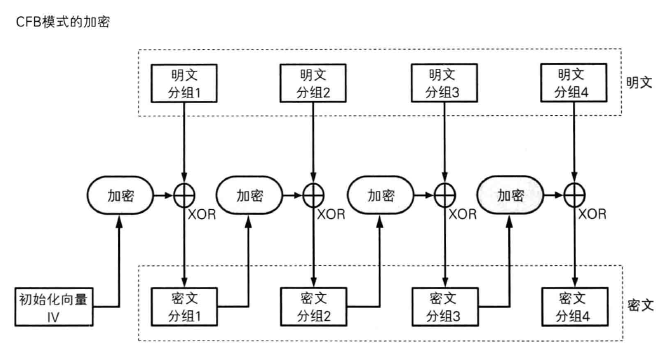 CFB模式的加密
明文
分组1
明文
分组2
明文
分组3
明文
分组4
明文
加密
XOR
加密
XOR
加密
XOR
加密
XOR
初始化向量
IV
密文
分组1
密文
分组2
密文
分组3
密文
分组4
密文